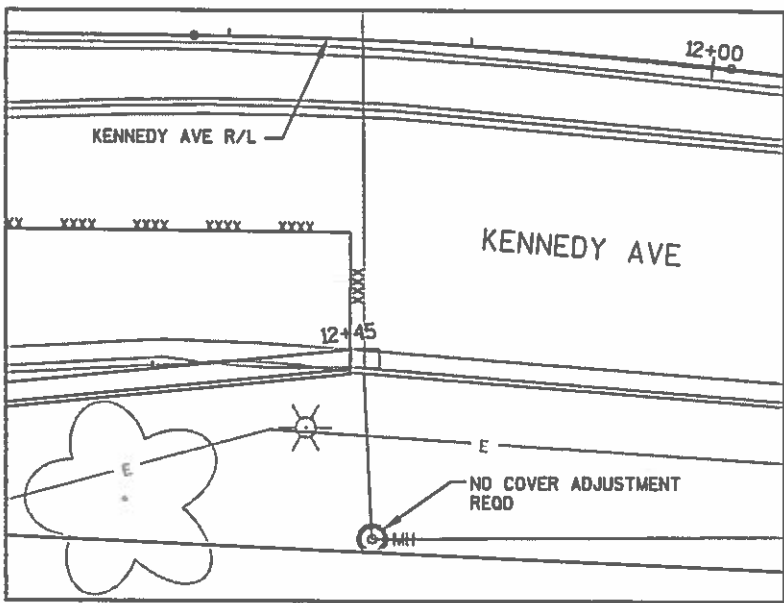 12+00
KENNEDY AVE R/L
XX XXXX XXXX XXXX XXXX
KENNEDY AVE
XXXX
12+45
E
E
NO COVER ADJUSTMENT
REQD
MH